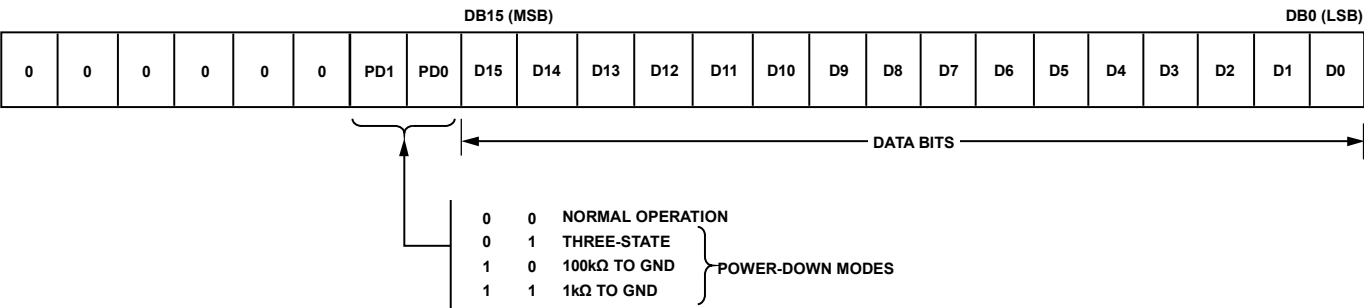 DB15 (MSB) DB0 (LSB)
0 0 0 0 0 0 PD1 PD0 D15 D14 D13 D12 D11 D10 D9 D8 D7 D6 D5 D4 D3 D2 D1 D0
DATA BITS
0 0 NORMAL OPERATION
0 1 THREE-STATE
1 0 100kΩ TO GND
1 1 1kΩ TO GND
POWER-DOWN MODES